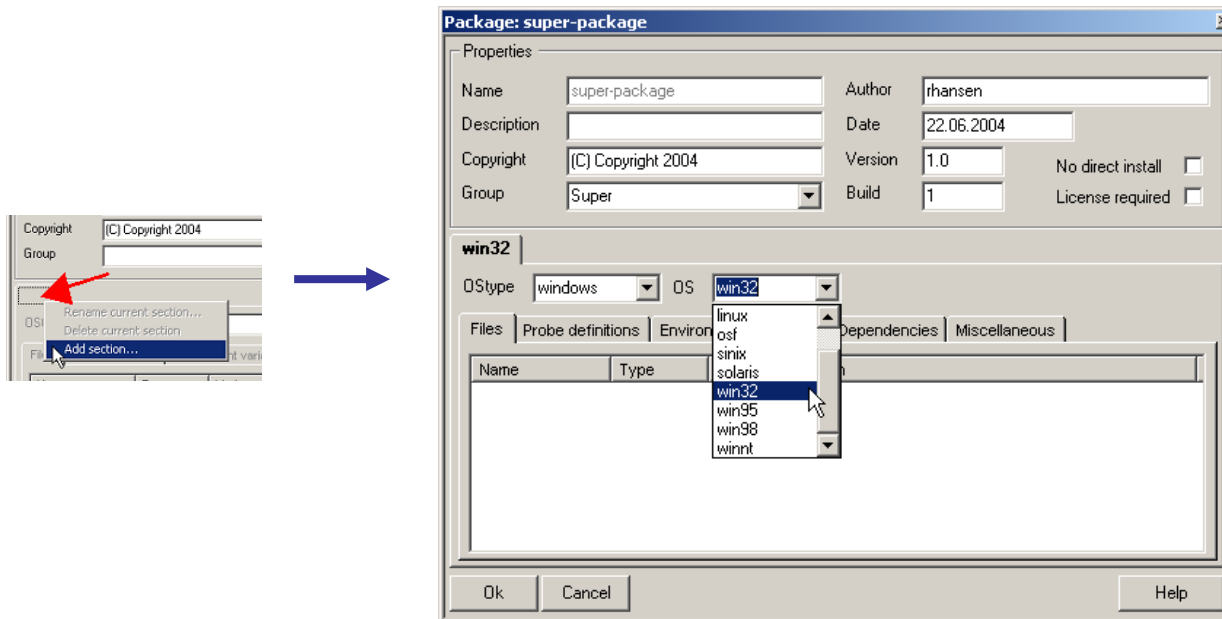 Copyright (C) Copyright 2004
Group
Rename current section...
Delete current section
Add section...
Package: super-package
Properties
Name super-package Author rhansen
Description Date 22.06.2004
Copyright (C) Copyright 2004 Version 1.0 No direct install
Group Super Build 1 License required
win32
OStype windows OS win32
linux
Files Probe definitions Environ Dependencies Miscellaneous
osf
sinix
Name Type solaris
win32
win95
win98
winnt
Ok Cancel Help